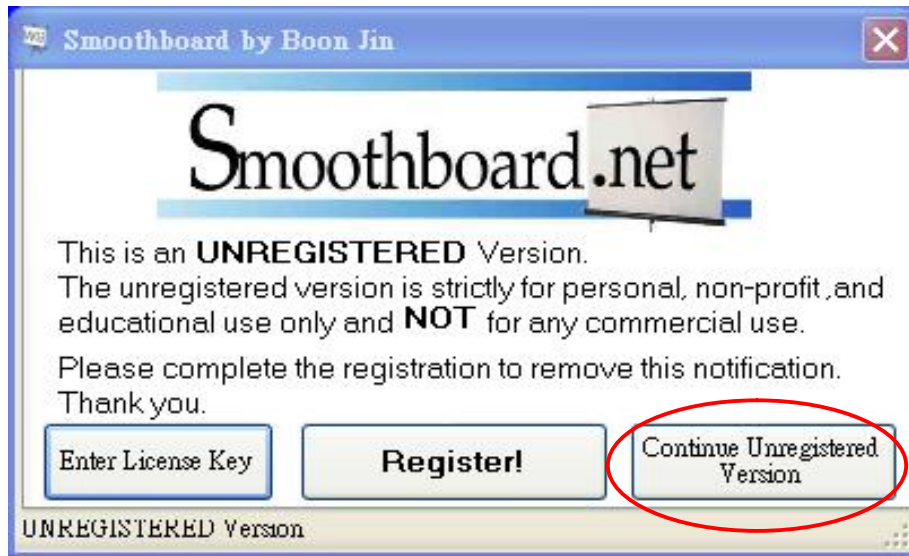 Smoothboard by Boon Jin
Smoothboard.net
This is an UNREGISTERED Version.
The unregistered version is strictly for personal, non-profit ,and
educational use only and NOT for any commercial use.
Please complete the registration to remove this notification.
Thank you.
Enter License Key
Register!
Continue Unregistered
Version
UNREGISTERED Version